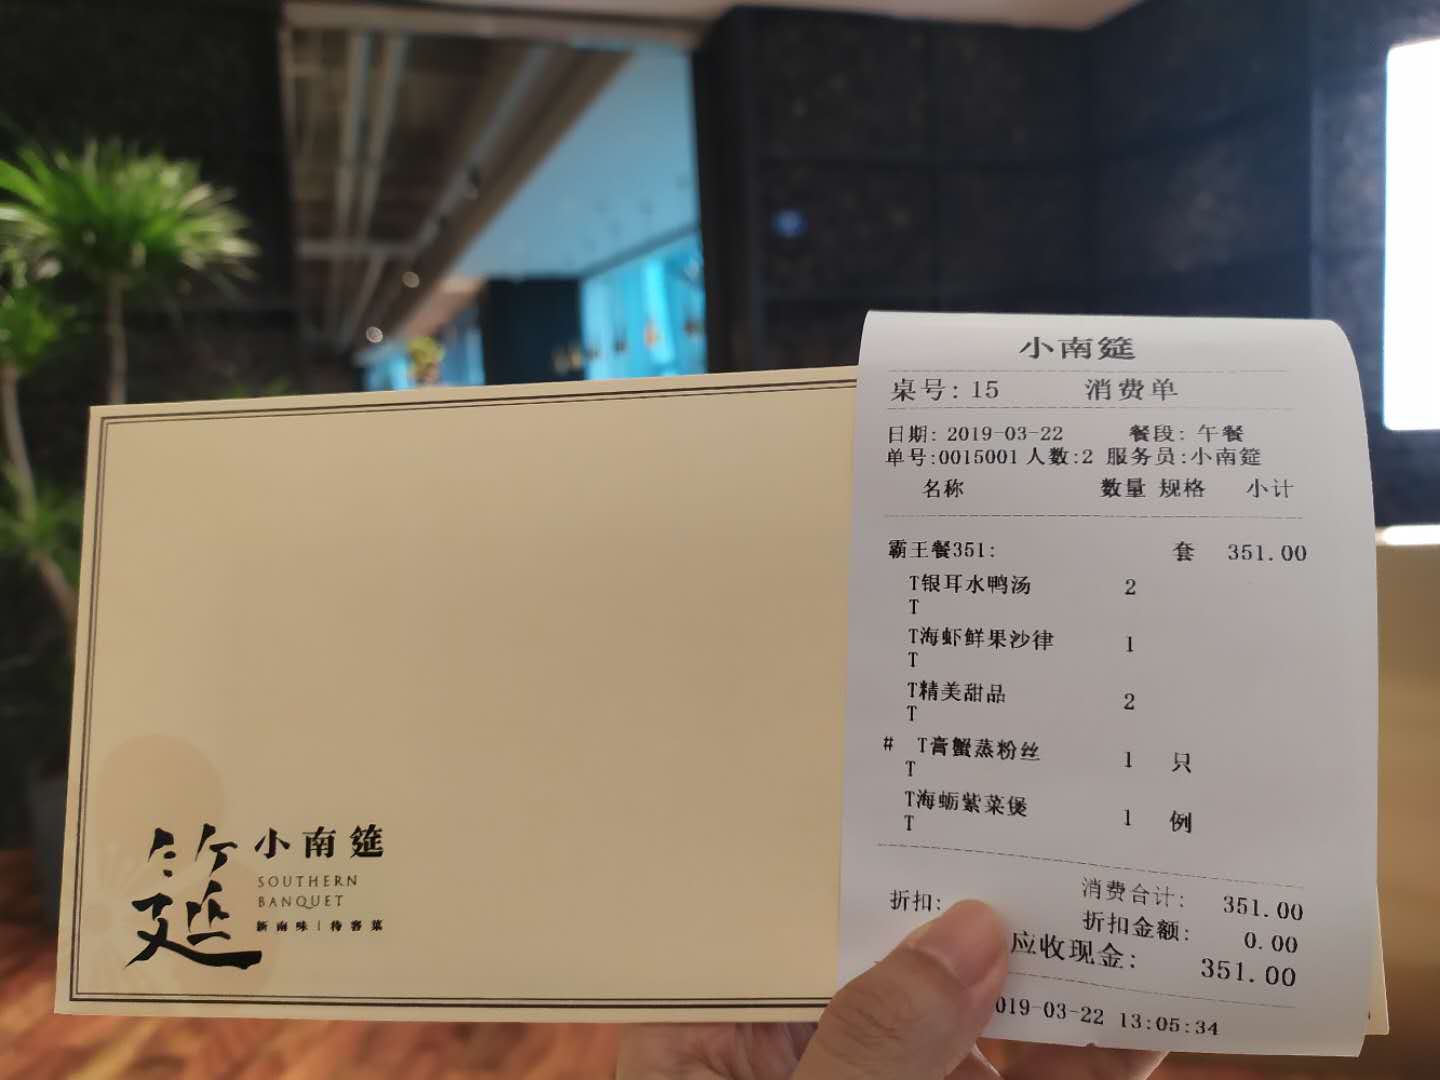 小南筵
桌号: 15 消费单
日期: 2019-03-22 餐段: 午餐
单号:0015001 人数:2 服务员:小南筵
名称 数量 规格 小计
霸王餐351: 套 351.00
T银耳水鸭汤 2
T
T海虾鲜果沙律 1
T
T精美甜品 2
T
# T膏蟹蒸粉丝 1 只
T
T海蛎紫菜煲 1 例
T
消费合计: 351.00
折扣: 折扣金额: 0.00
应收现金: 351.00
019-03-22 13:05:34
筵
小南筵
SOUTHERN
BANQUET
新南味|待客菜